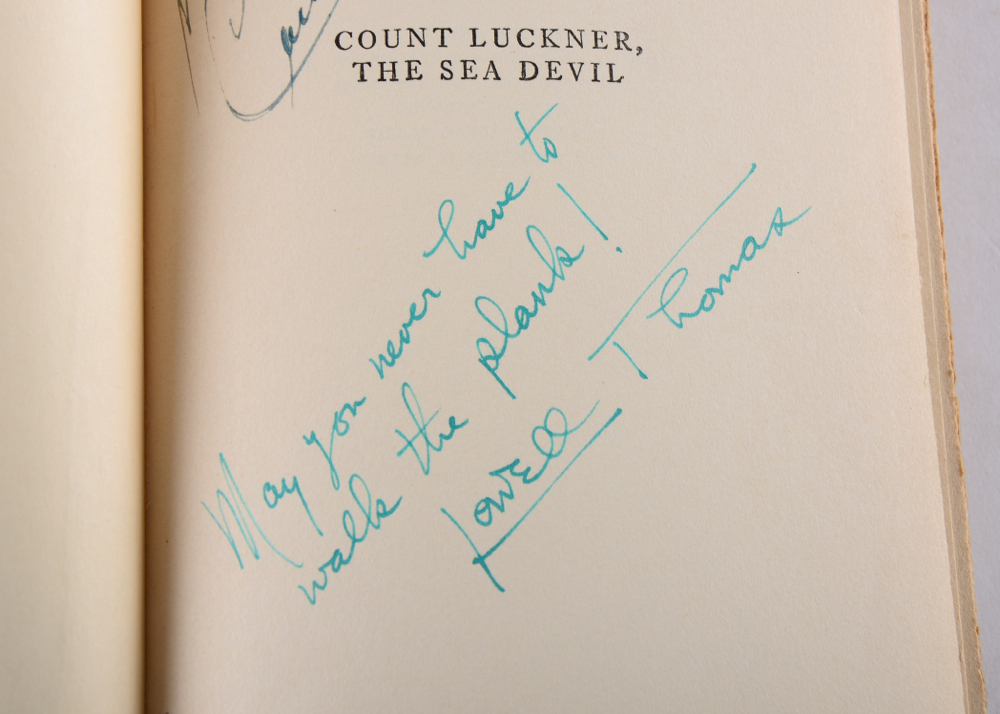 COUNT LUCKNER,
THE SEA DEVIL
May you never have to
walk the plank!
Lowell Thomas